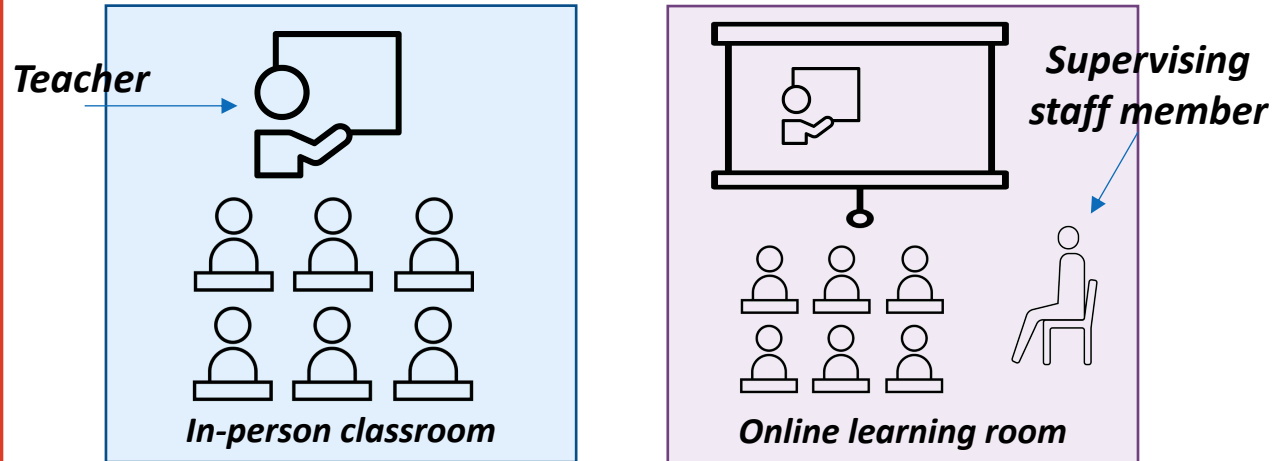 Teacher
In-person classroom
Supervising
staff member
Online learning room